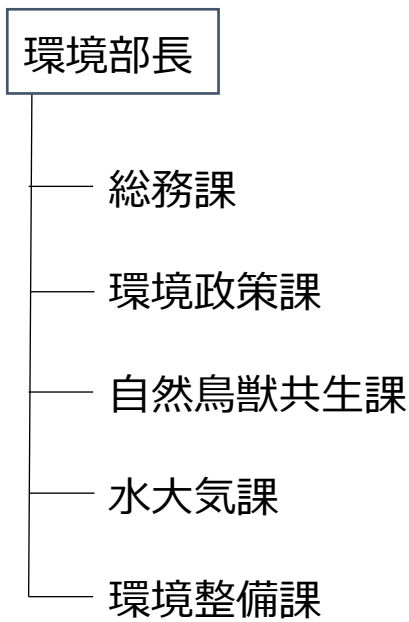 環境部長
総務課
環境政策課
自然鳥獣共生課
水大気課
環境整備課